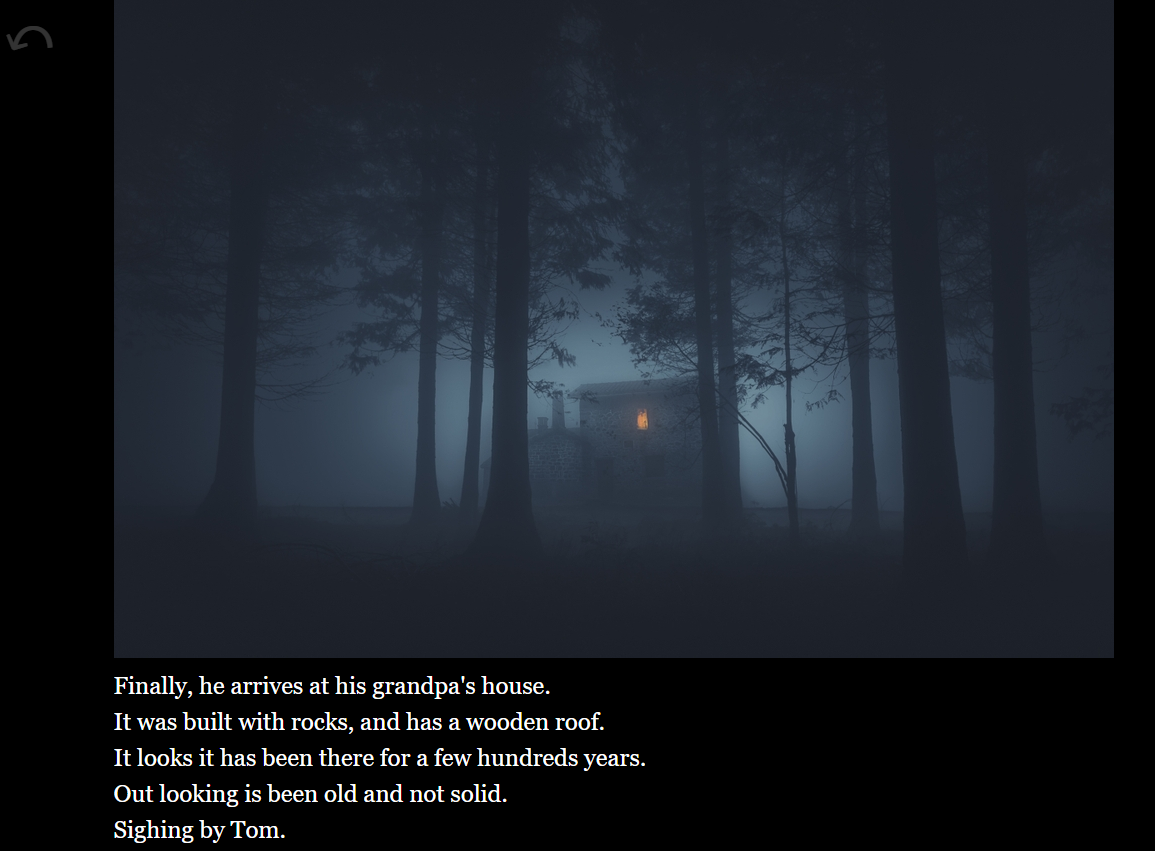 Finally, he arrives at his grandpa's house.
It was built with rocks, and has a wooden roof.
It looks it has been there for a few hundreds years.
Out looking is been old and not solid.
Sighing by Tom.